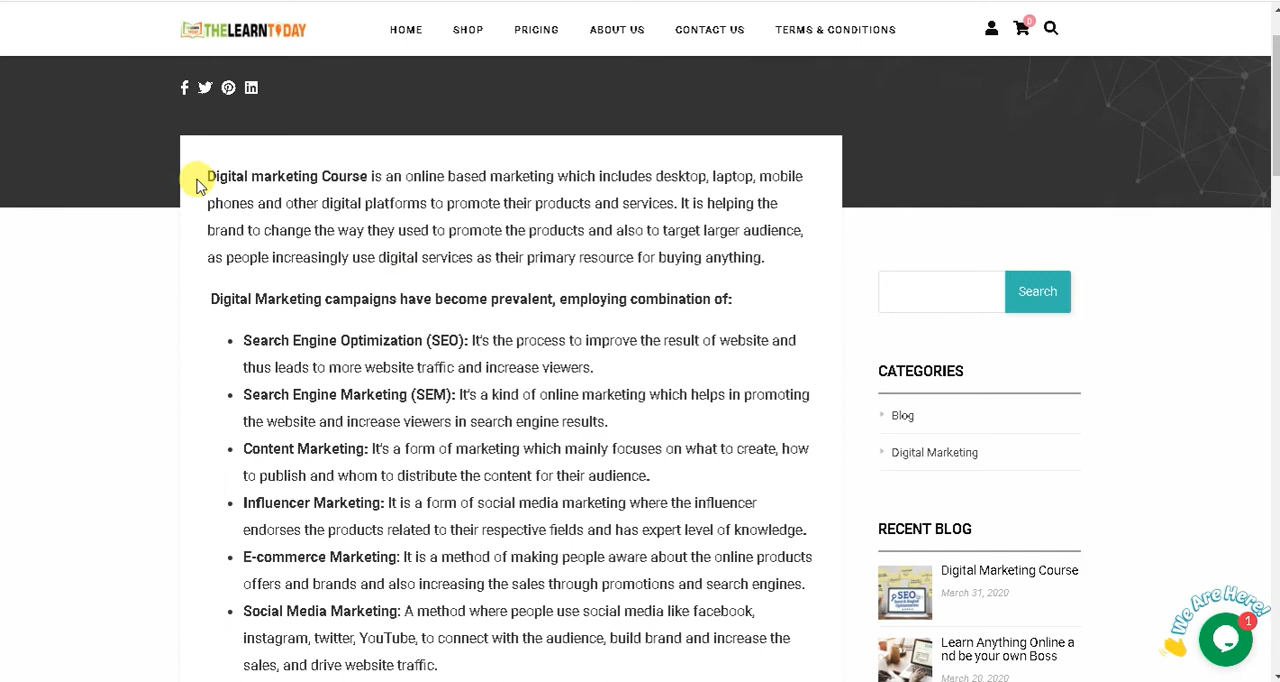 THELEARNTODAY
HOME
SHOP
PRICING
ABOUT US
CONTACT US
TERMS & CONDITIONS
0
Digital marketing Course is an online based marketing which includes desktop, laptop, mobile
phones and other digital platforms to promote their products and services. It is helping the
brand to change the way they used to promote the products and also to target larger audience,
as people increasingly use digital services as their primary resource for buying anything.
Digital Marketing campaigns have become prevalent, employing combination of:
• Search Engine Optimization (SEO): It's the process to improve the result of website and
thus leads to more website traffic and increase viewers.
• Search Engine Marketing (SEM): It's a kind of online marketing which helps in promoting
the website and increase viewers in search engine results.
• Content Marketing: It's a form of marketing which mainly focuses on what to create, how
to publish and whom to distribute the content for their audience.
• Influencer Marketing: It is a form of social media marketing where the influencer
endorses the products related to their respective fields and has expert level of knowledge.
• E-commerce Marketing: It is a method of making people aware about the online products
offers and brands and also increasing the sales through promotions and search engines.
• Social Media Marketing: A method where people use social media like facebook,
instagram, twitter, YouTube, to connect with the audience, build brand and increase the
sales, and drive website traffic.
Search
CATEGORIES
Blog
Digital Marketing
RECENT BLOG
Digital Marketing Course
March 31, 2020
SEO
Learn Anything Online a
nd be your own Boss
March 20, 2020
We Are Here!
1